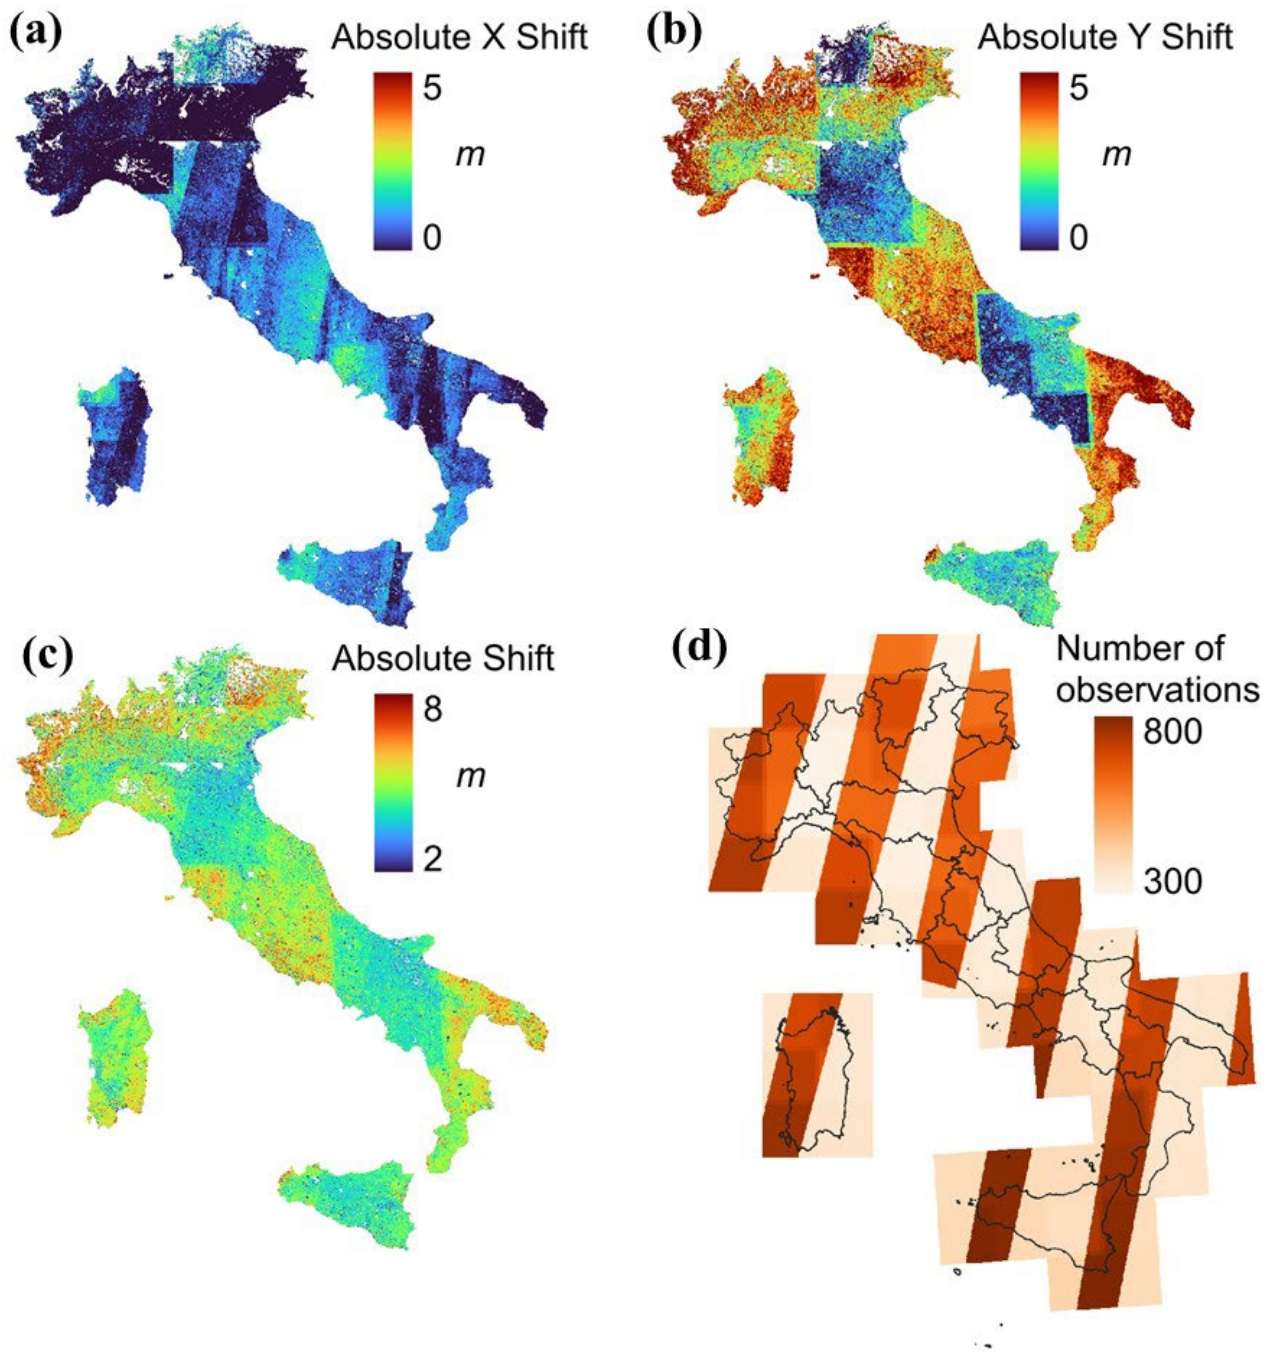 (a)
Absolute X Shift
5
m
0
(b)
Absolute Y Shift
5
m
0
(c)
Absolute Shift
8
m
2
(d)
Number of
observations
800
300